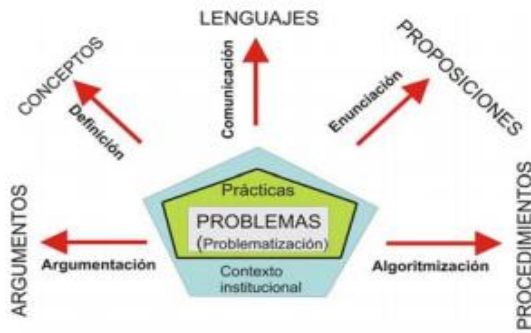 LENGUAJES
CONCEPTOS
PROPOSICIONES
Definición
Comunicación
Enunciación
ARGUMENTOS
Argumentación
Prácticas
PROBLEMAS
(Problematización)
Contexto
institucional
Algoritmización
PROCEDIMIENTOS